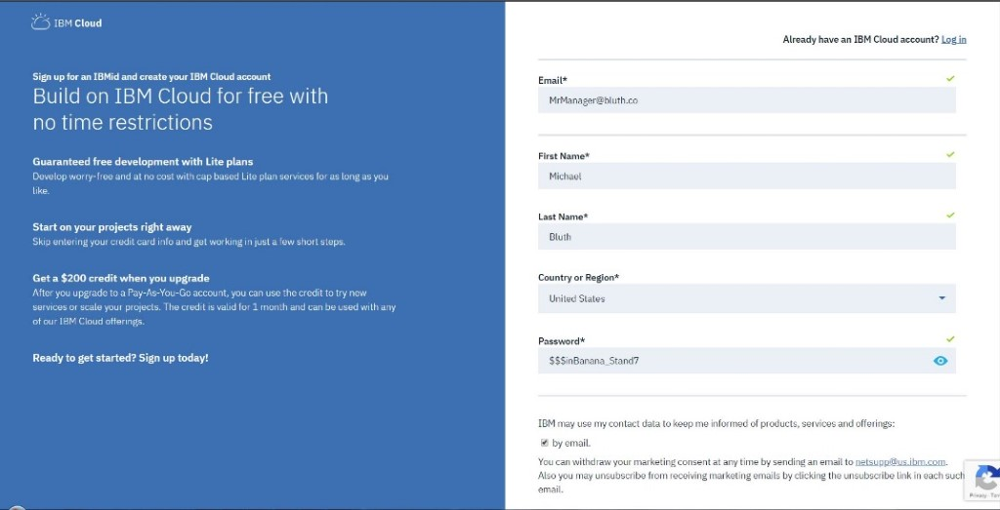 IBM Cloud
Sign up for an IBMid and create your IBM Cloud account
Build on IBM Cloud for free with
no time restrictions
Guaranteed free development with Lite plans
Develop worry-free and at no cost with cap based Lite plan services for as long as you
like.
Start on your projects right away
Skip entering your credit card info and get working in just a few short steps.
Get a $200 credit when you upgrade
After you upgrade to a Pay-As-You-Go account, you can use the credit to try new
services or scale your projects. The credit is valid for 1 month and can be used with any
of our IBM Cloud offerings.
Ready to get started? Sign up today!
Already have an IBM Cloud account? Log in
Email*
MrManager@bluth.co
First Name*
Michael
Last Name*
Bluth
Country or Region*
United States
Password*
$$$inBanana_Stand7
IBM may use my contact data to keep me informed of products, services and offerings:
by email.
You can withdraw your marketing consent at any time by sending an email to netsupp@us.ibm.com.
Also you may unsubscribe from receiving marketing emails by clicking the unsubscribe link in each such
email.
Privacy